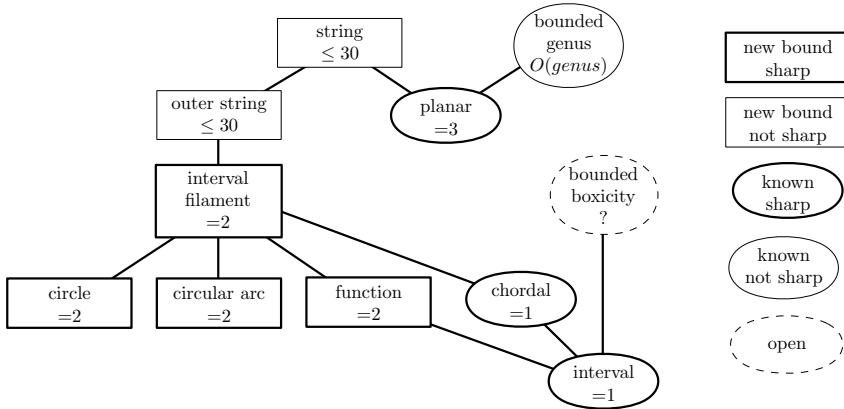 string
≤ 30
bounded
genus
O(genus)
planar
=3
outer string
≤ 30
interval
filament
=2
bounded
boxicity
?
circle
=2
circular arc
=2
function
=2
chordal
=1
interval
=1
new bound
sharp
new bound
not sharp
known
sharp
known
not sharp
open